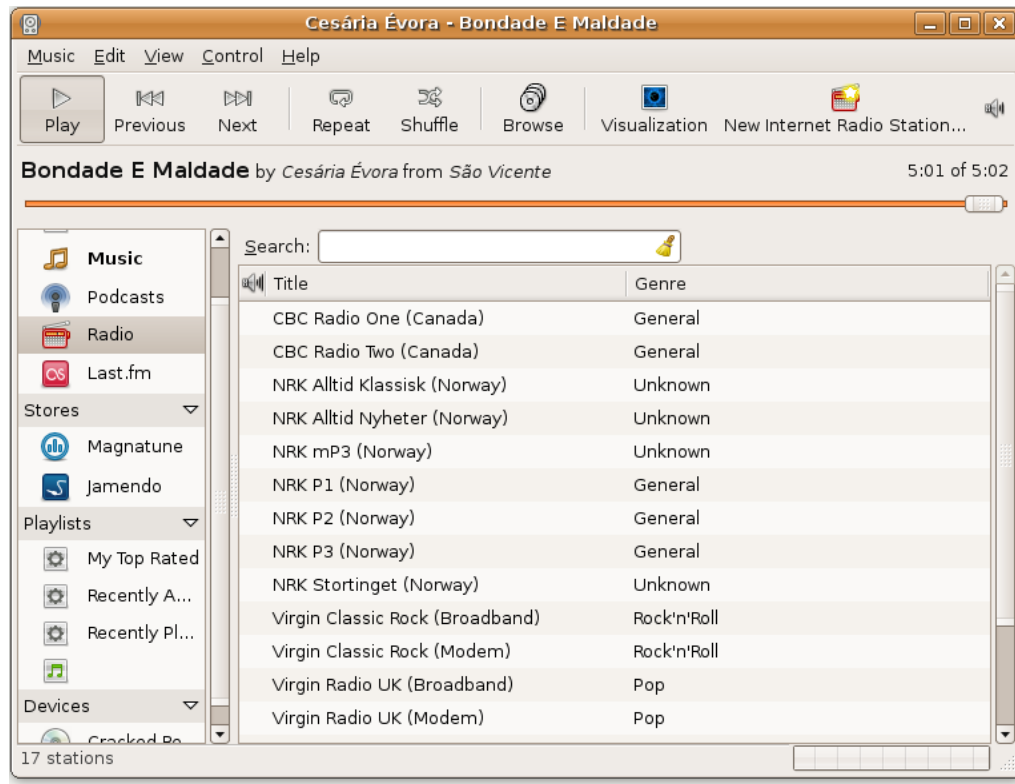 Cesária Évora - Bondade E Maldade
Music Edit View Control Help
Play Previous Next Repeat Shuffle Browse Visualization New Internet Radio Station...
Bondade E Maldade by Cesária Évora from São Vicente 5:01 of 5:02
Music
Podcasts
Radio
Last.fm
Stores
Magnatune
Jamendo
Playlists
My Top Rated
Recently A...
Recently Pl...
Devices
Search:
Title Genre
CBC Radio One (Canada) General
CBC Radio Two (Canada) General
NRK Alltid Klassisk (Norway) Unknown
NRK Alltid Nyheter (Norway) Unknown
NRK mP3 (Norway) Unknown
NRK P1 (Norway) General
NRK P2 (Norway) General
NRK P3 (Norway) General
NRK Stortinget (Norway) Unknown
Virgin Classic Rock (Broadband) Rock'n'Roll
Virgin Classic Rock (Modem) Rock'n'Roll
Virgin Radio UK (Broadband) Pop
Virgin Radio UK (Modem) Pop
17 stations